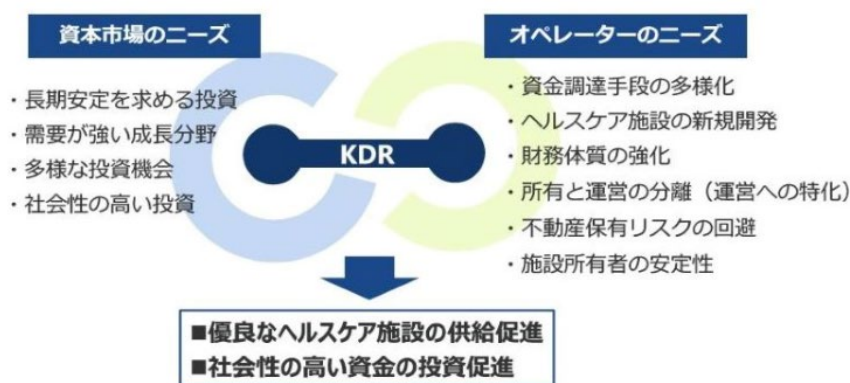 資本市場のニーズ
・長期安定を求める投資
・需要が強い成長分野
・多様な投資機会
・社会性の高い投資
KDR
オペレーターのニーズ
・資金調達手段の多様化
・ヘルスケア施設の新規開発
・財務体質の強化
・所有と運営の分離（運営への特化）
・不動産保有リスクの回避
・施設所有者の安定性
■優良なヘルスケア施設の供給促進
■社会性の高い資金の投資促進